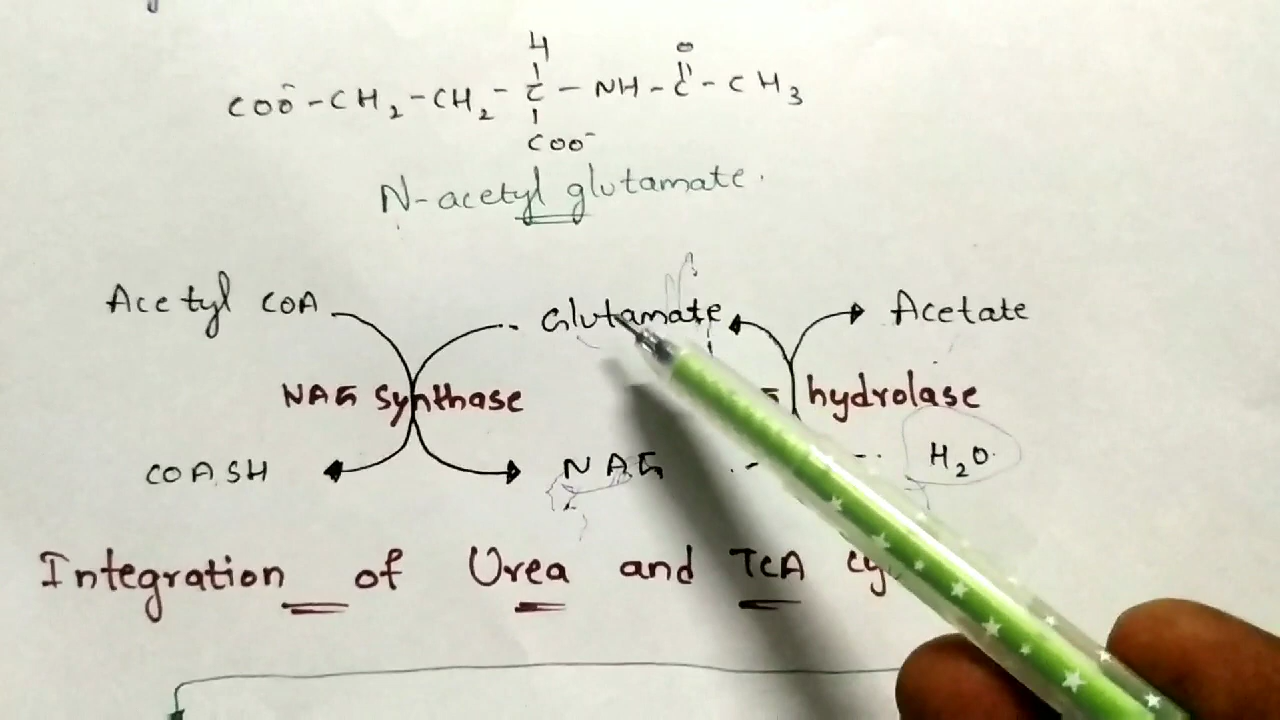 H
O
COO⁻ - CH₂ - CH₂ - C - NH - C - CH₃
COO⁻
N-acetyl glutamate.
Acetyl COA Glutamate Acetate
NAG Synthase hydrolase
COASH NAG H₂O
Integration of Urea and TCA